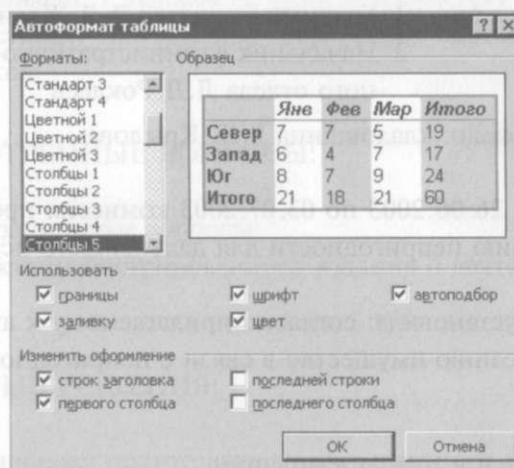 Автоформат таблицы
Форматы:
Образец
Стандарт 3
Стандарт 4
Цветной 1
Цветной 2
Цветной 3
Столбцы 1
Столбцы 2
Столбцы 3
Столбцы 4
Столбцы 5
Янв Фев Мар Итого
Север 7 7 5 19
Запад 6 4 7 17
Юг 8 7 9 24
Итого 21 18 21 60
Использовать
границы шрифт автоподбор
заливку цвет
Изменить оформление
строк заголовка последней строки
первого столбца последнего столбца
ОК Отмена